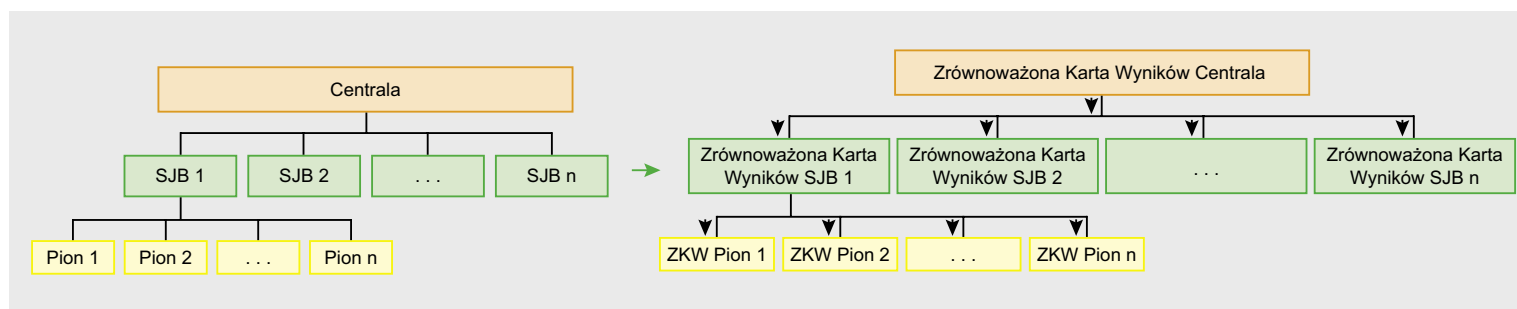 Centrala
SJB 1
SJB 2
. . .
SJB n
Pion 1
Pion 2
. . .
Pion n
Zrównoważona Karta Wyników Centrala
Zrównoważona Karta
Wyników SJB 1
Zrównoważona Karta
Wyników SJB 2
. . .
Zrównoważona Karta
Wyników SJB n
ZKW Pion 1
ZKW Pion 2
. . .
ZKW Pion n